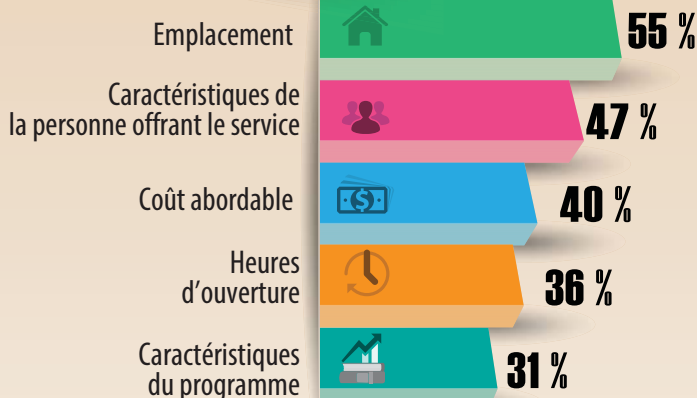 Emplacement
55 %
Caractéristiques de
la personne offrant le service
47 %
Coût abordable
40 %
Heures
d'ouverture
36 %
Caractéristiques
du programme
31 %